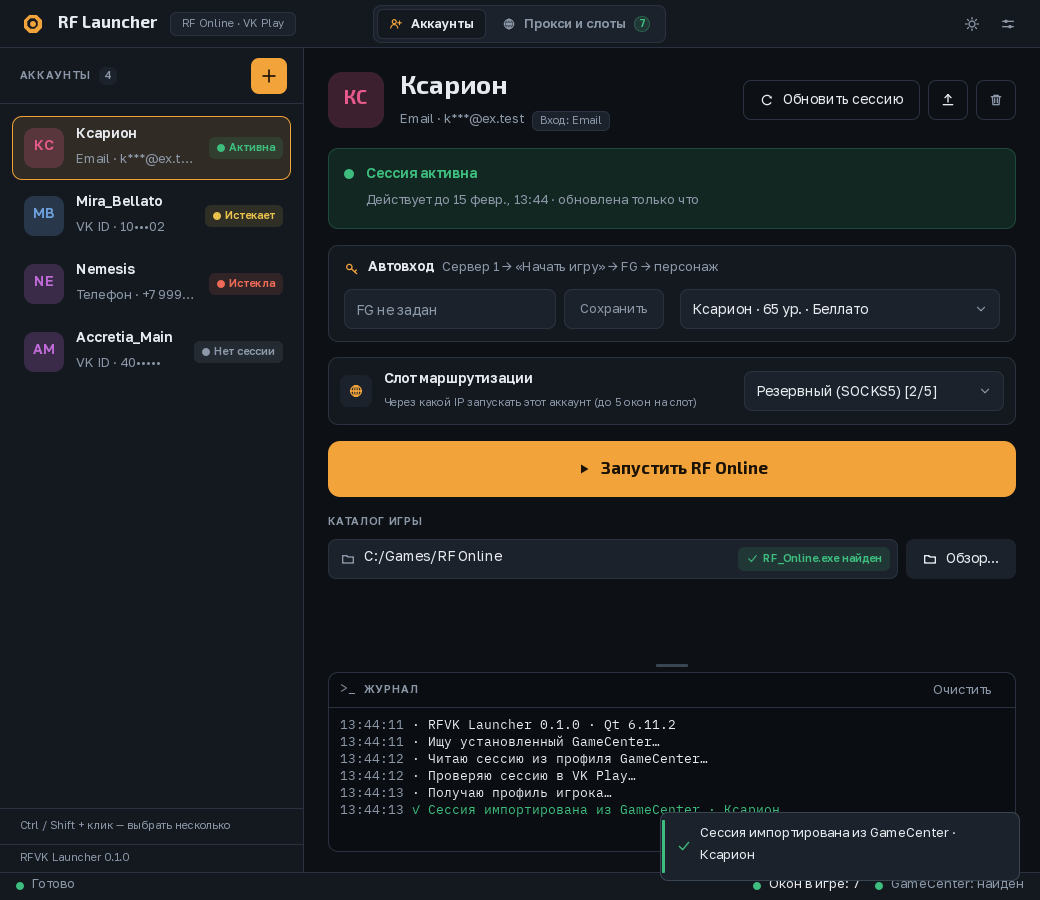 RF Launcher
RF Online · VK Play
Аккаунты
Прокси и слоты 7
АККАУНТЫ 4
КС
Ксарион
Email · k***@ex.t…
Активна
MB
Mira_Bellato
VK ID · 10•••02
Истекает
NE
Nemesis
Телефон · +7 999…
Истекла
AM
Accretia_Main
VK ID · 40•••••
Нет сессии
Ctrl / Shift + клик — выбрать несколько
RFVK Launcher 0.1.0
КС
Ксарион
Email · k***@ex.test Вход: Email
Обновить сессию
Сессия активна
Действует до 15 февр., 13:44 · обновлена только что
Автовход Сервер 1 → «Начать игру» → FG → персонаж
FG не задан
Сохранить
Ксарион · 65 ур. · Беллато
Слот маршрутизации
Через какой IP запускать этот аккаунт (до 5 окон на слот)
Резервный (SOCKS5) [2/5]
Запустить RF Online
КАТАЛОГ ИГРЫ
C:/Games/RF Online
RF_Online.exe найден
Обзор…
>_ ЖУРНАЛ
Очистить
13:44:11 · RFVK Launcher 0.1.0 · Qt 6.11.2
13:44:11 · Ищу установленный GameCenter…
13:44:12 · Читаю сессию из профиля GameCenter…
13:44:12 · Проверяю сессию в VK Play…
13:44:13 · Получаю профиль игрока…
13:44:13 √ Сессия импортирована из GameCenter · Ксарион
Сессия импортирована из GameCenter ·
Ксарион
Готово
Окон в игре: 7
GameCenter: найден